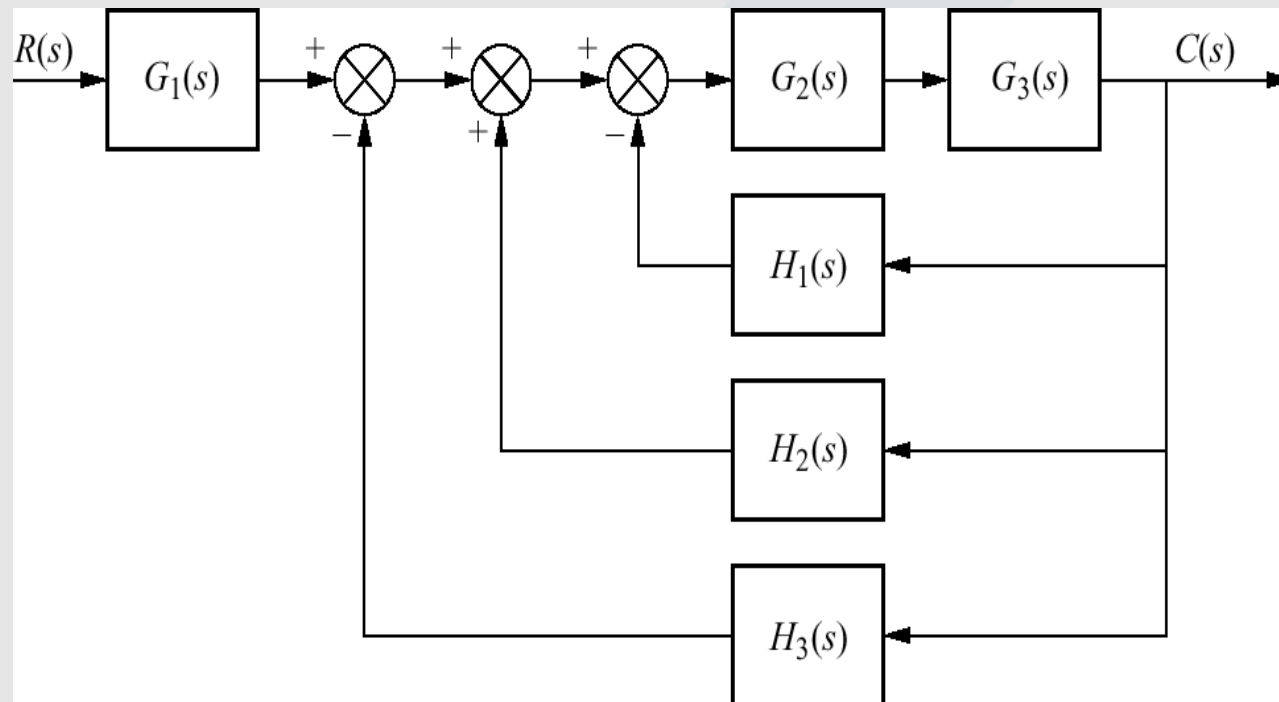 R(s)
G₁(s)
+
−
+
+
+
−
G₂(s)
G₃(s)
C(s)
H₁(s)
H₂(s)
H₃(s)